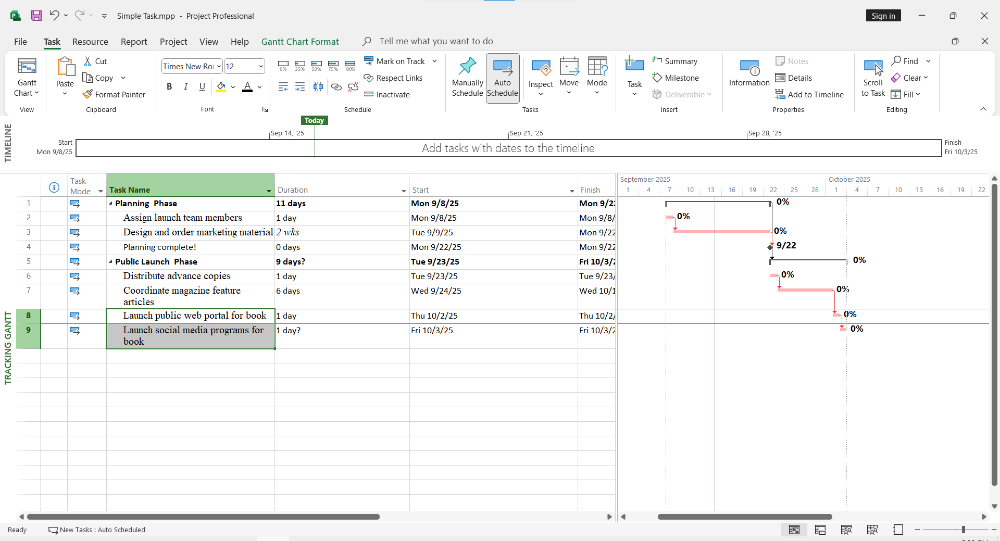 Simple Task.mpp - Project Professional
Sign in
File Task Resource Report Project View Help Gantt Chart Format Tell me what you want to do
Gantt Chart
View
Paste
Cut
Copy
Format Painter
Clipboard
Times New Ro 12
B I U A
Font
0% 25% 50% 75% 100%
Mark on Track
Respect Links
Inactivate
Schedule
Manually Schedule
Auto Schedule
Inspect
Move
Mode
Tasks
Task
Summary
Milestone
Deliverable
Insert
Information
Notes
Details
Add to Timeline
Properties
Scroll to Task
Find
Clear
Fill
Editing
TIMELINE
Today
Sep 14, '25 Sep 21, '25 Sep 28, '25
Start
Mon 9/8/25
Add tasks with dates to the timeline
Finish
Fri 10/3/25
TRACKING GANTT
Task Mode Task Name Duration Start Finish
September 2025 October 2025
1 4 7 10 13 16 19 22 25 28 1 4 7 10 13 16 19 22
1 Planning Phase 11 days Mon 9/8/25 Mon 9/22 0%
2 Assign launch team members 1 day Mon 9/8/25 Mon 9/8/ 0%
3 Design and order marketing material 2 wks Tue 9/9/25 Mon 9/22 0%
4 Planning complete! 0 days Mon 9/22/25 Mon 9/22 9/22
5 Public Launch Phase 9 days? Tue 9/23/25 Fri 10/3/2 0%
6 Distribute advance copies 1 day Tue 9/23/25 Tue 9/23/ 0%
7 Coordinate magazine feature articles 6 days Wed 9/24/25 Wed 10/1 0%
8 Launch public web portal for book 1 day Thu 10/2/25 Thu 10/2/ 0%
9 Launch social media programs for book 1 day? Fri 10/3/25 Fri 10/3/2 0%
Ready New Tasks : Auto Scheduled